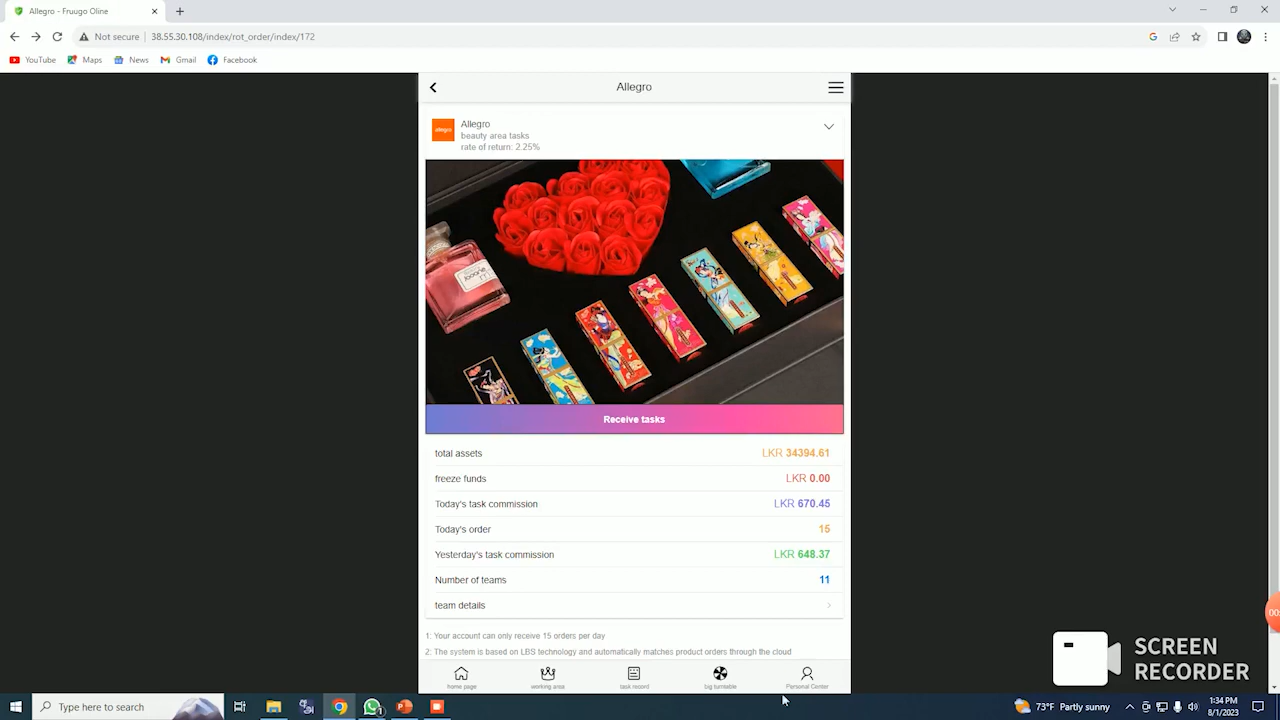 Allegro - Fruugo Oline
Not secure
38.55.30.108/index/rot_order/index/172
YouTube
Maps
News
Gmail
Facebook
Allegro
allegro
Allegro
beauty area tasks
rate of return: 2.25%
Receive tasks
total assets LKR 34394.61
freeze funds LKR 0.00
Today's task commission LKR 670.45
Today's order 15
Yesterday's task commission LKR 648.37
Number of teams 11
team details
1: Your account can only receive 15 orders per day
2: The system is based on LBS technology and automatically matches product orders through the cloud
home page
working area
task record
big turntable
Personal Center
SCREEN
RECORDER
Type here to search
73°F Partly sunny
1:34 PM
8/1/2023